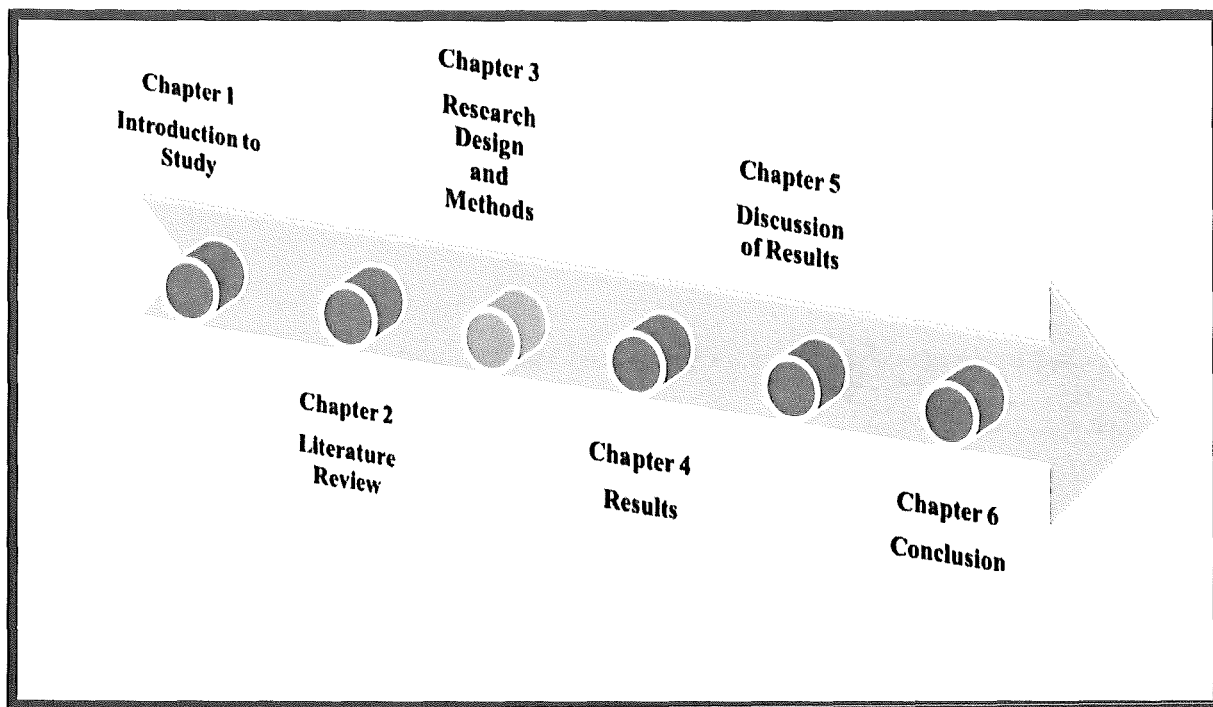 Chapter 1
Introduction to
Study
Chapter 2
Literature
Review
Chapter 3
Research
Design
and
Methods
Chapter 4
Results
Chapter 5
Discussion
of Results
Chapter 6
Conclusion